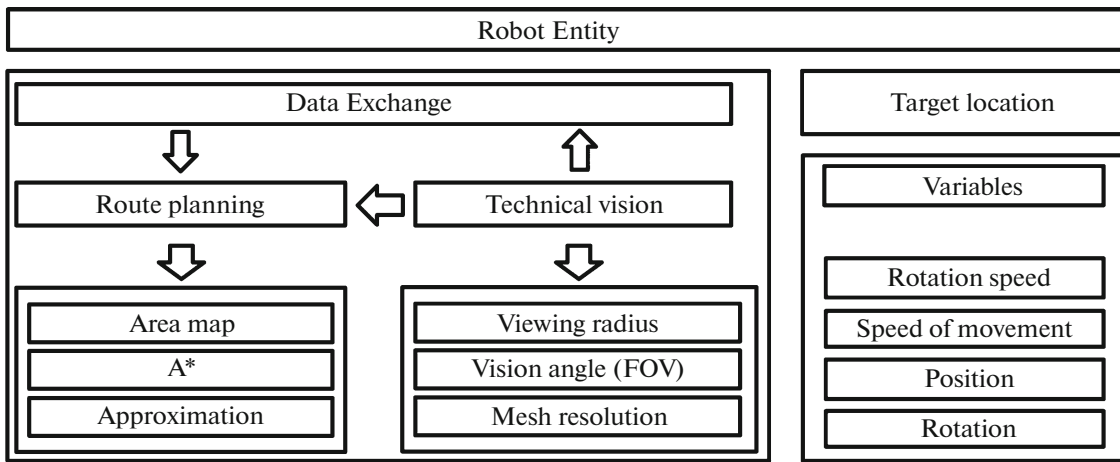 Robot Entity
Data Exchange
Target location
Route planning
Technical vision
Variables
Area map
A*
Approximation
Viewing radius
Vision angle (FOV)
Mesh resolution
Rotation speed
Speed of movement
Position
Rotation